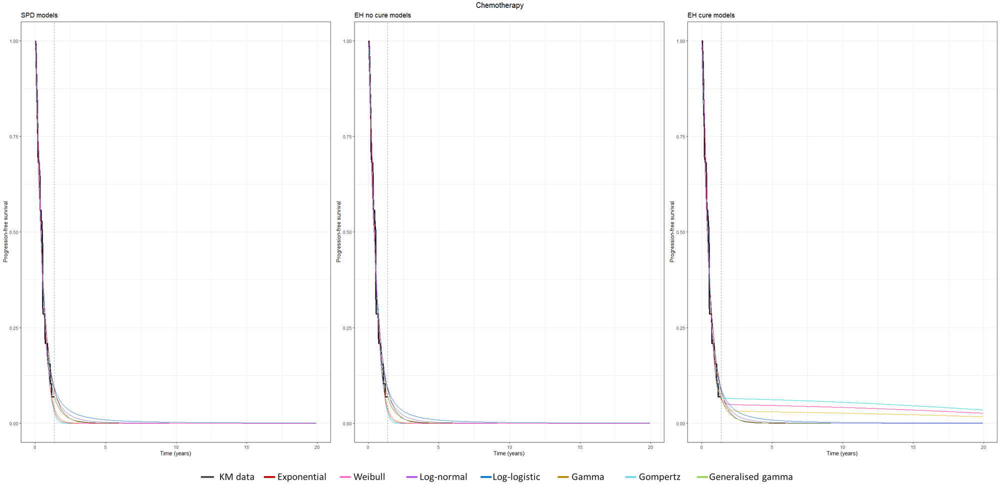 Chemotherapy
SPD models
EH no cure models
EH cure models
Progression-free survival
1.00
0.75
0.50
0.25
0.00
0
5
10
15
20
Time (years)
Progression-free survival
1.00
0.75
0.50
0.25
0.00
0
5
10
15
20
Time (years)
Progression-free survival
1.00
0.75
0.50
0.25
0.00
0
5
10
15
20
Time (years)
KM data
Exponential
Weibull
Log-normal
Log-logistic
Gamma
Gompertz
Generalised gamma